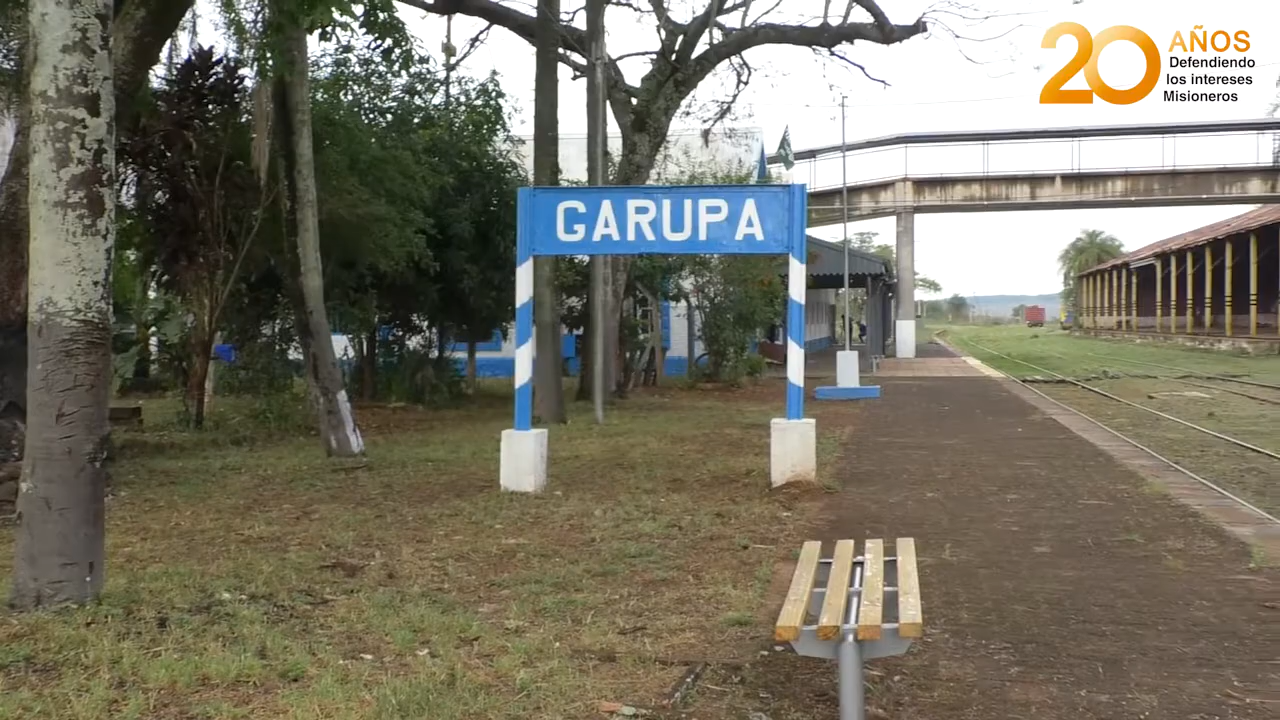 20 AÑOS
Defendiendo
los intereses
Misioneros
GARUPA